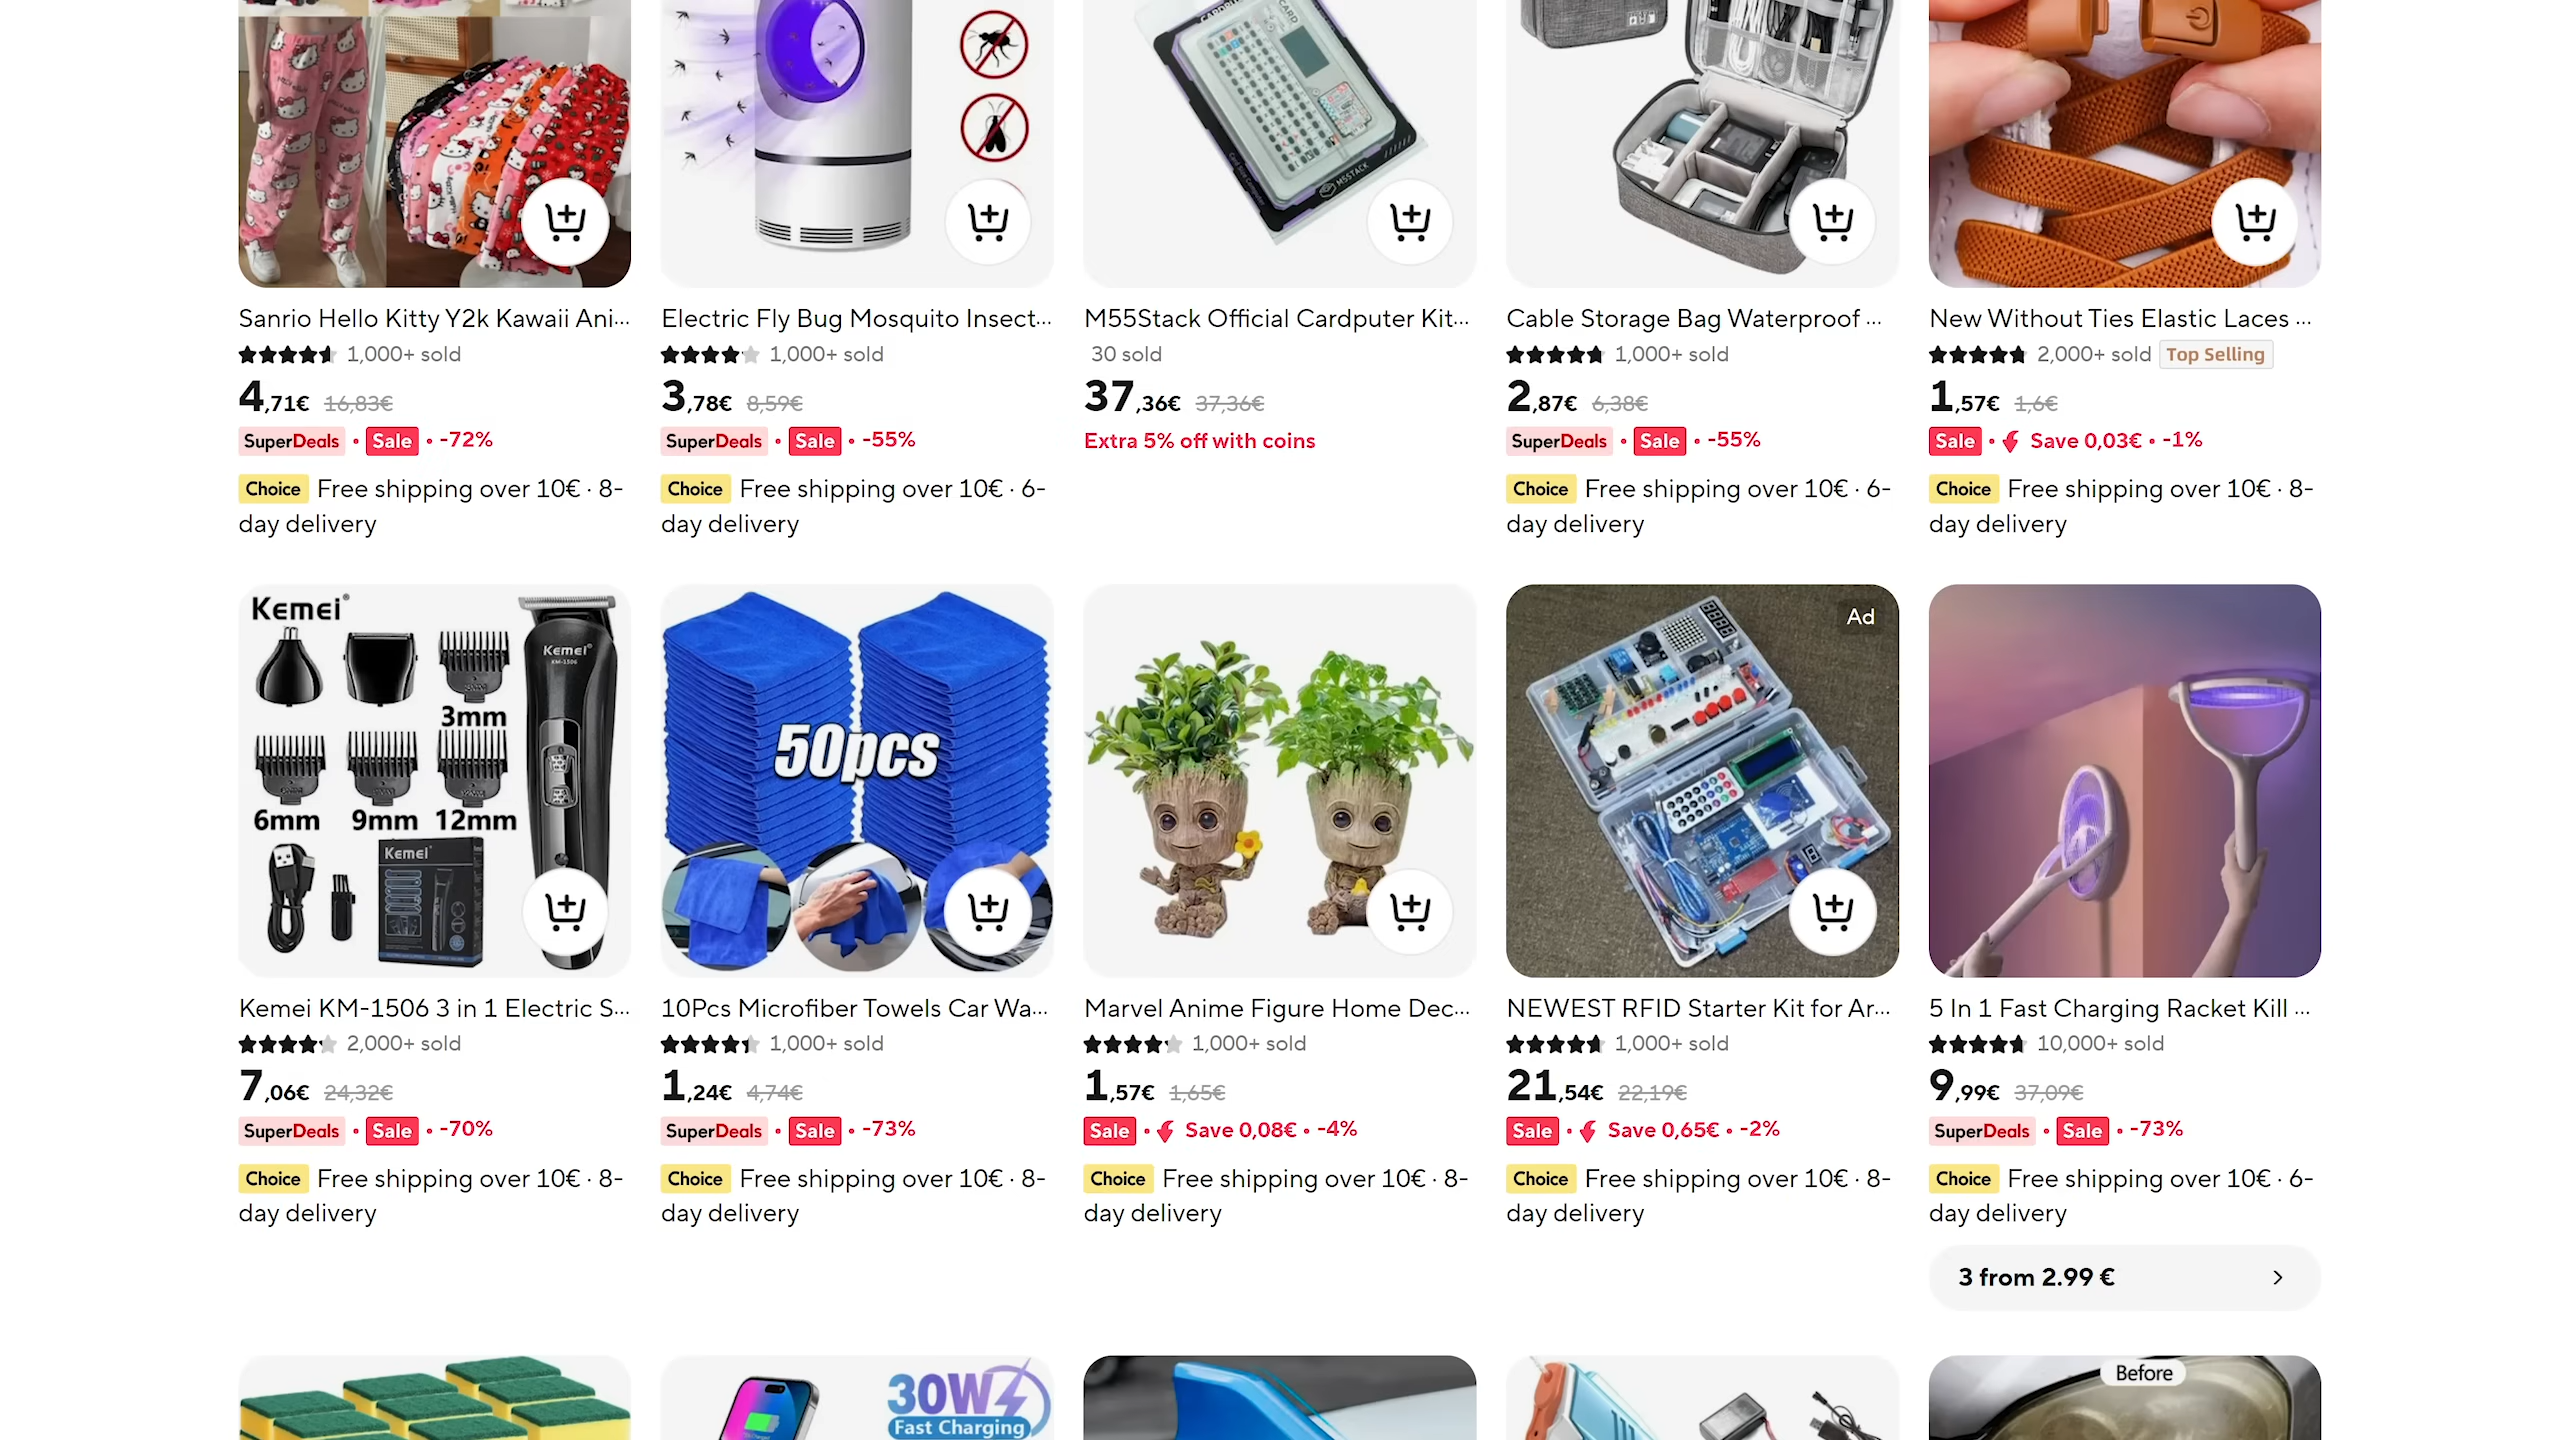 Sanrio Hello Kitty Y2k Kawaii Ani...
1,000+ sold
4,71€ 16,83€
SuperDeals · Sale · -72%
Choice Free shipping over 10€ · 8-
day delivery
Electric Fly Bug Mosquito Insect...
1,000+ sold
3,78€ 8,59€
SuperDeals · Sale · -55%
Choice Free shipping over 10€ · 6-
day delivery
M5STACK
M55Stack Official Cardputer Kit...
30 sold
37,36€ 37,36€
Extra 5% off with coins
Cable Storage Bag Waterproof ...
1,000+ sold
2,87€ 6,38€
SuperDeals · Sale · -55%
Choice Free shipping over 10€ · 6-
day delivery
New Without Ties Elastic Laces ...
2,000+ sold Top Selling
1,57€ 1,6€
Sale · Save 0,03€ · -1%
Choice Free shipping over 10€ · 8-
day delivery
Kemei®
Kemei®
KM-1506
3mm
6mm 9mm 12mm
Kemei®
Kemei KM-1506 3 in 1 Electric S...
2,000+ sold
7,06€ 24,32€
SuperDeals · Sale · -70%
Choice Free shipping over 10€ · 8-
day delivery
50pcs
10Pcs Microfiber Towels Car Wa...
1,000+ sold
1,24€ 4,74€
SuperDeals · Sale · -73%
Choice Free shipping over 10€ · 8-
day delivery
Marvel Anime Figure Home Dec...
1,000+ sold
1,57€ 1,65€
Sale · Save 0,08€ · -4%
Choice Free shipping over 10€ · 8-
day delivery
Ad
NEWEST RFID Starter Kit for Ar...
1,000+ sold
21,54€ 22,19€
Sale · Save 0,65€ · -2%
Choice Free shipping over 10€ · 8-
day delivery
5 In 1 Fast Charging Racket Kill ...
10,000+ sold
9,99€ 37,09€
SuperDeals · Sale · -73%
Choice Free shipping over 10€ · 6-
day delivery
3 from 2.99 €
30W
Fast Charging
Before